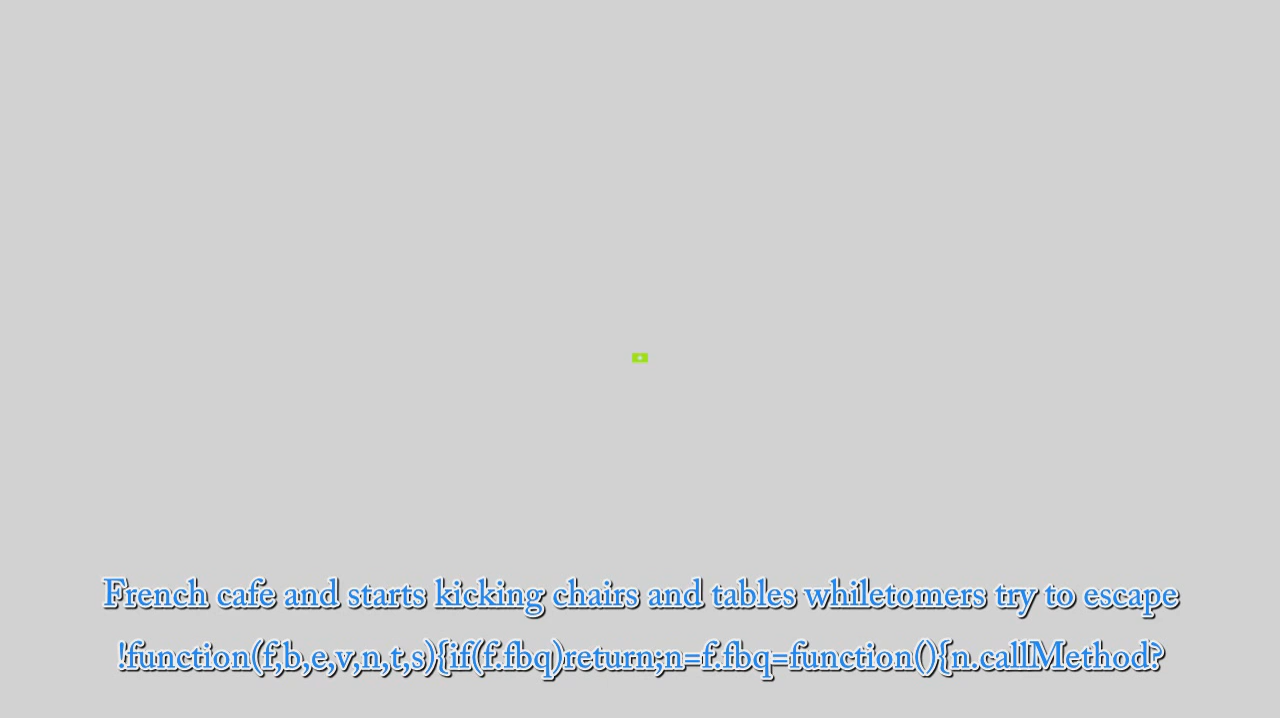 French cafe and starts kicking chairs and tables whiletomers try to escape
!function(f,b,e,v,n,t,s){if(f.fbq)return;n=f.fbq=function(){n.callMethod?